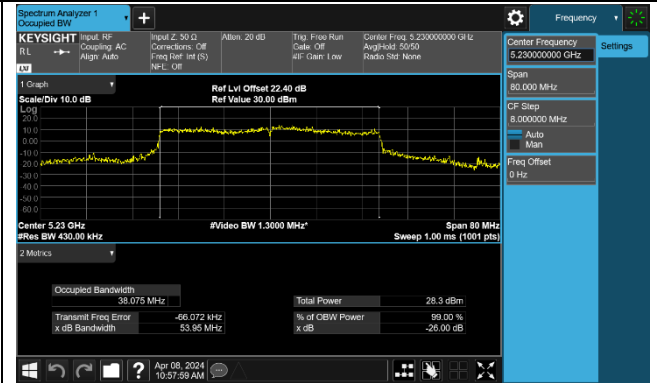 Spectrum Analyzer 1
Occupied BW
+
Frequency
KEYSIGHT
RL
LXI
Input: RF
Coupling: AC
Align: Auto
Input Z: 50 Ω
Corrections: Off
Freq Ref: Int (S)
NFE: Off
Atten: 20 dB
Trig: Free Run
Gate: Off
#IF Gain: Low
Center Freq: 5.230000000 GHz
Avg|Hold: 50/50
Radio Std: None
Center Frequency
5.230000000 GHz
Settings
Span
80.000 MHz
CF Step
8.000000 MHz
Auto
Man
Freq Offset
0 Hz
1 Graph
Scale/Div 10.0 dB
Ref Lvl Offset 22.40 dB
Ref Value 30.00 dBm
Log
20.0
10.0
0.00
-10.0
-20.0
-30.0
-40.0
-50.0
-60.0
Center 5.23 GHz
#Res BW 430.00 kHz
#Video BW 1.3000 MHz*
Span 80 MHz
Sweep 1.00 ms (1001 pts)
2 Metrics
Occupied Bandwidth
38.075 MHz
Total Power 28.3 dBm
Transmit Freq Error -66.072 kHz
% of OBW Power 99.00 %
x dB Bandwidth 53.95 MHz
x dB -26.00 dB
?
Apr 08, 2024
10:57:59 AM